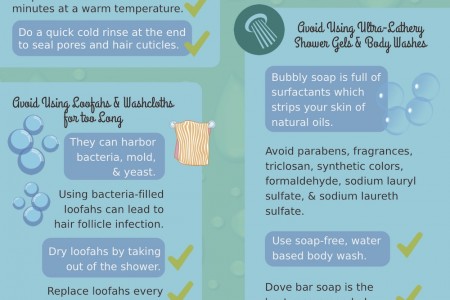 minutes at a warm temperature.
Do a quick cold rinse at the end
to seal pores and hair cuticles.
Avoid Using Loofahs & Washcloths
for too Long
They can harbor
bacteria, mold,
& yeast.
Using bacteria-filled
loofahs can lead to
hair follicle infection.
Dry loofahs by taking
out of the shower.
Replace loofahs every
Avoid Using Ultra-Lathery
Shower Gels & Body Washes
Bubbly soap is full of
surfactants which
strips your skin of
natural oils.
Avoid parabens, fragrances,
triclosan, synthetic colors,
formaldehyde, sodium lauryl
sulfate, & sodium laureth
sulfate.
Use soap-free, water
based body wash.
Dove bar soap is the